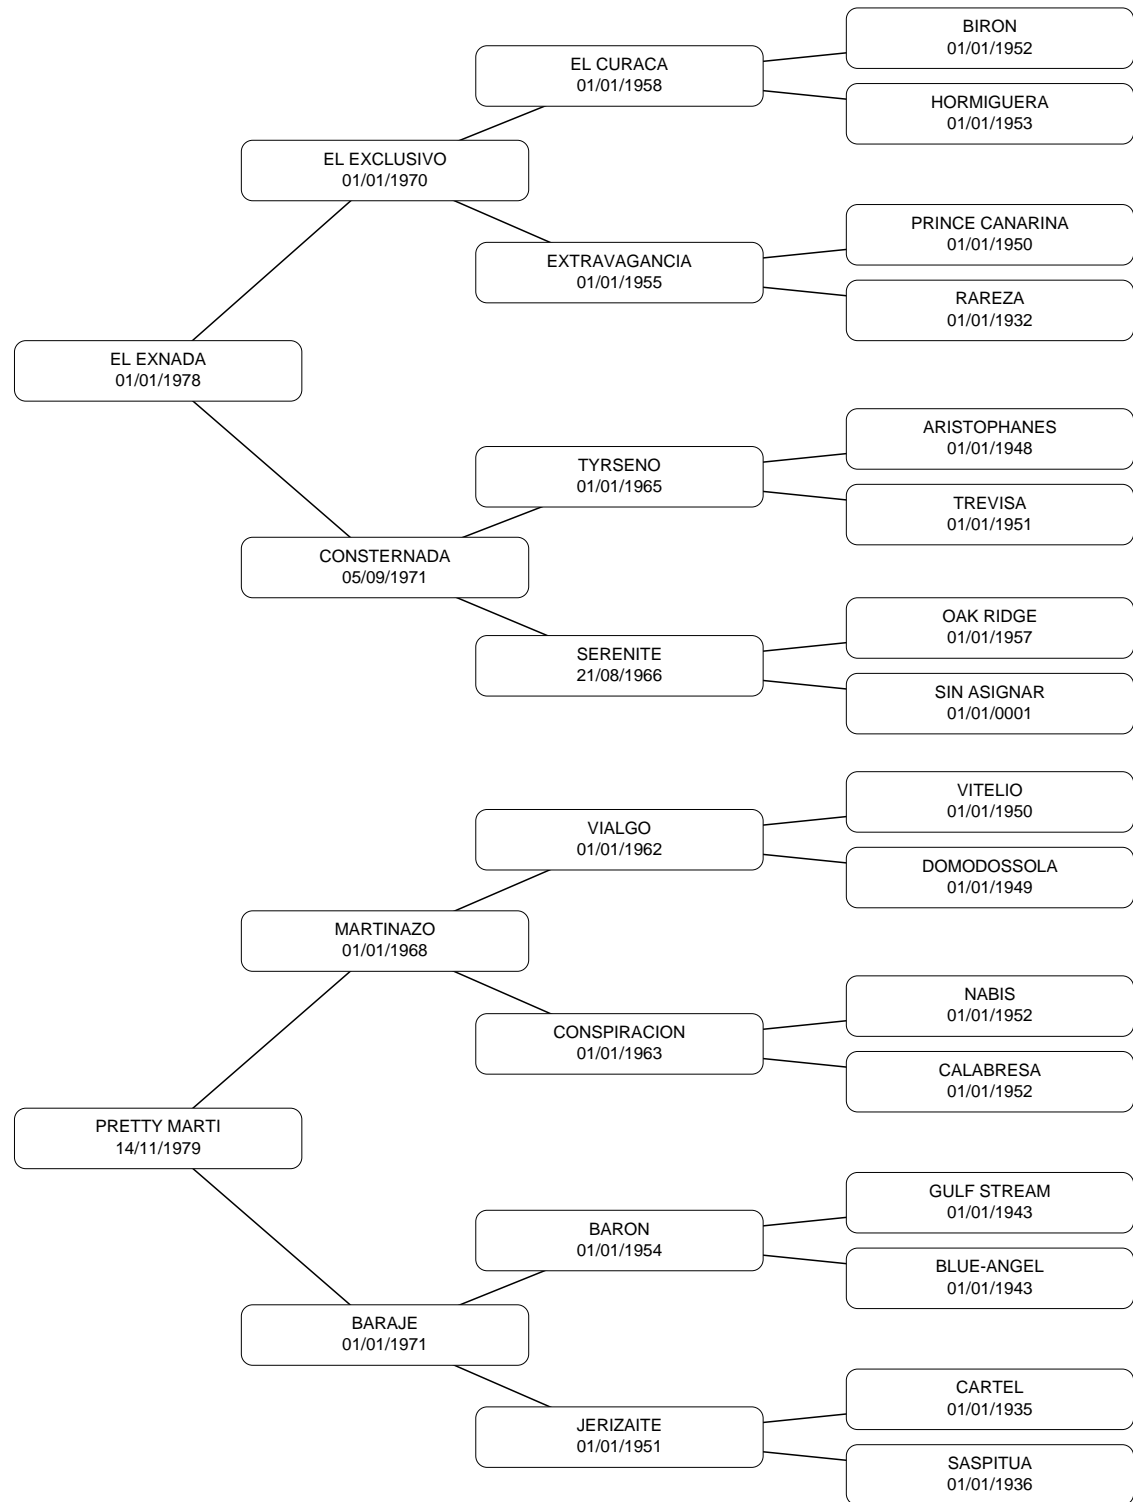 BIRON
01/01/1952
EL CURACA
01/01/1958
HORMIGUERA
01/01/1953
EL EXCLUSIVO
01/01/1970
PRINCE CANARINA
01/01/1950
EXTRAVAGANCIA
01/01/1955
RAREZA
01/01/1932
EL EXNADA
01/01/1978
ARISTOPHANES
01/01/1948
TYRSENO
01/01/1965
TREVISA
01/01/1951
CONSTERNADA
05/09/1971
OAK RIDGE
01/01/1957
SERENITE
21/08/1966
SIN ASIGNAR
01/01/0001
VITELIO
01/01/1950
VIALGO
01/01/1962
DOMODOSSOLA
01/01/1949
MARTINAZO
01/01/1968
NABIS
01/01/1952
CONSPIRACION
01/01/1963
CALABRESA
01/01/1952
PRETTY MARTI
14/11/1979
GULF STREAM
01/01/1943
BARON
01/01/1954
BLUE-ANGEL
01/01/1943
BARAJE
01/01/1971
CARTEL
01/01/1935
JERIZAITE
01/01/1951
SASPITUA
01/01/1936